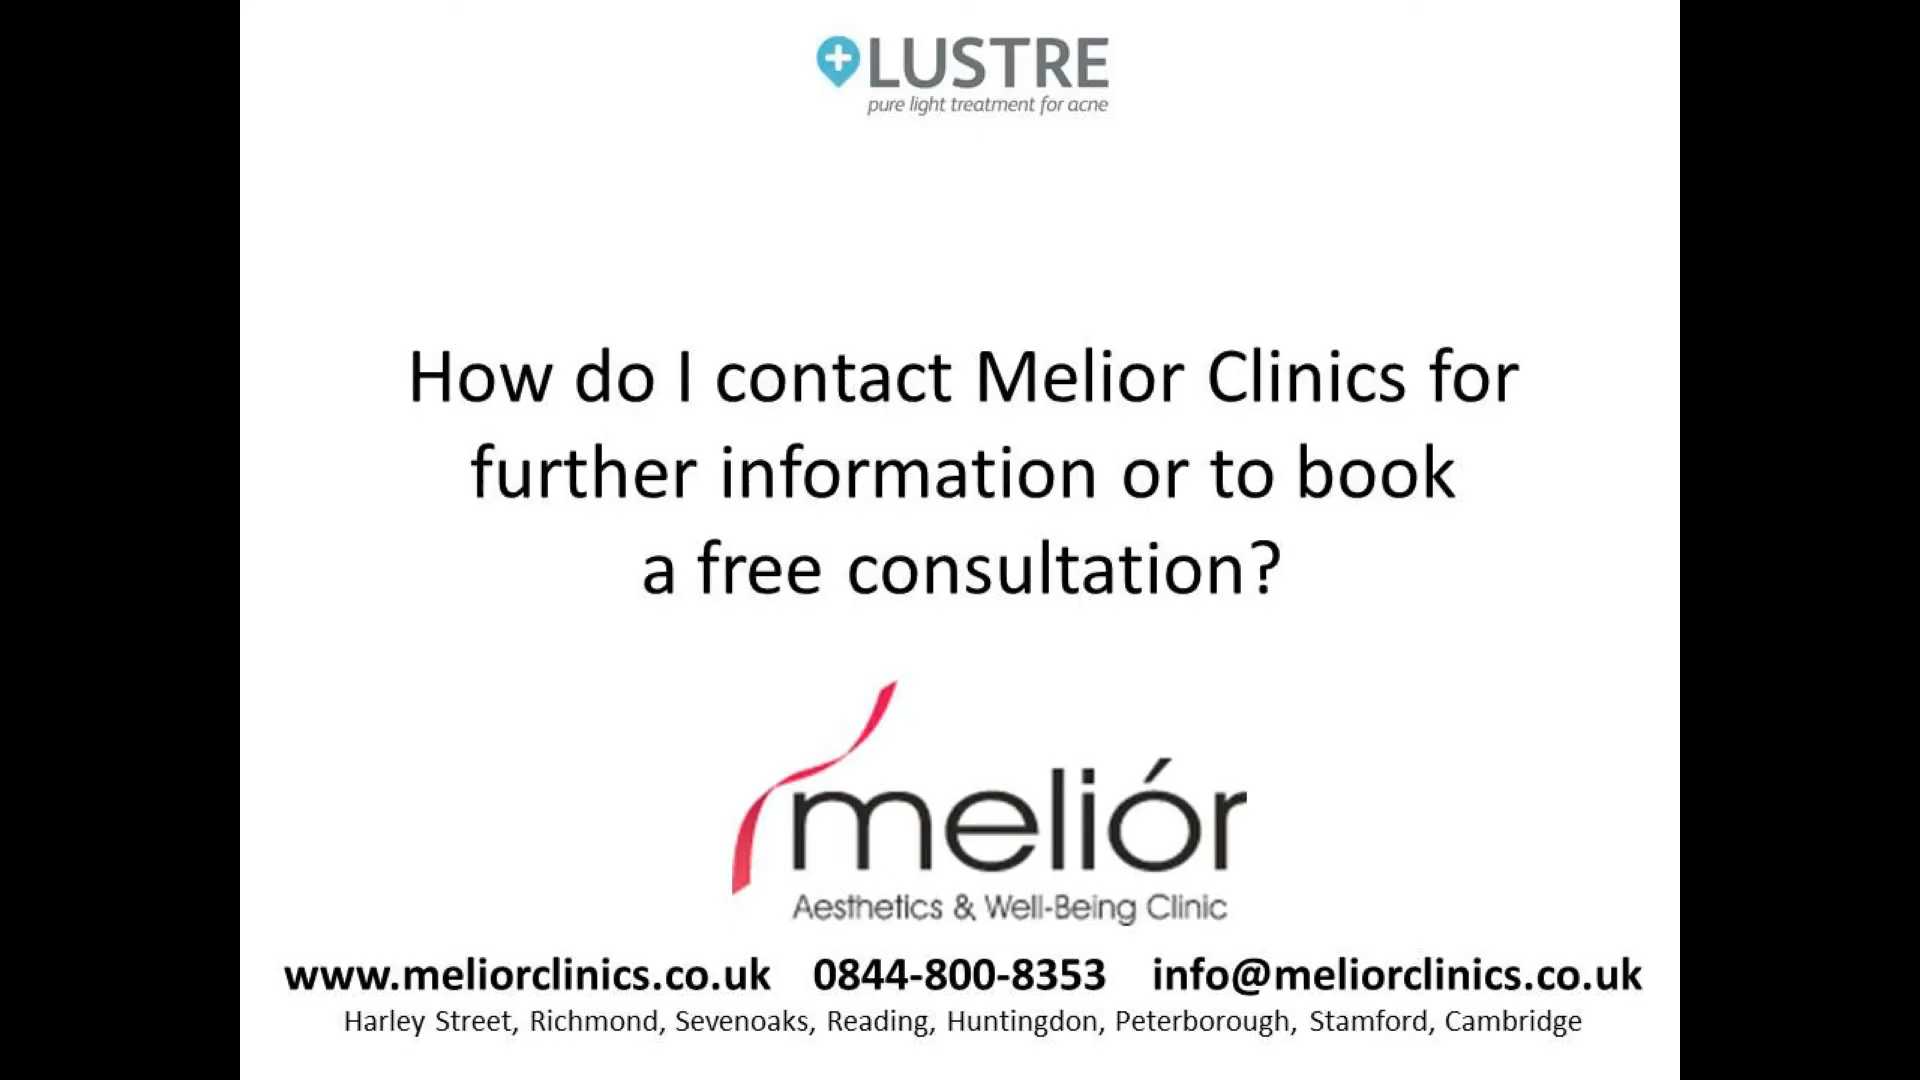 LUSTRE
pure light treatment for acne
How do I contact Melior Clinics for
further information or to book
a free consultation?
meliór
Aesthetics & Well-Being Clinic
www.meliorclinics.co.uk 0844-800-8353 info@meliorclinics.co.uk
Harley Street, Richmond, Sevenoaks, Reading, Huntingdon, Peterborough, Stamford, Cambridge